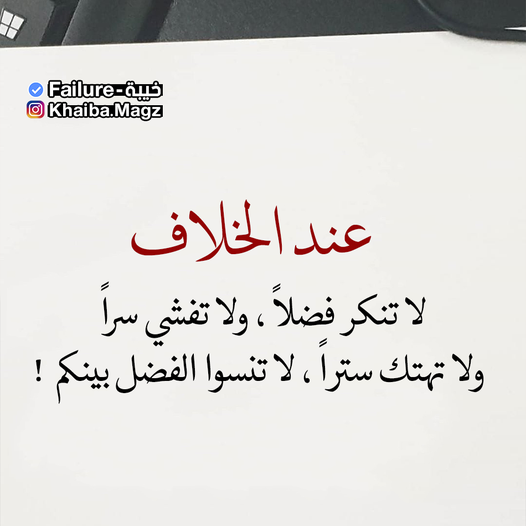 Failure-خيبة
Khaiba.Magz
عند الخلاف
لا تنكر فضلاً ، ولا تفشي سراً
ولا تهتك ستراً ، لا تنسوا الفضل بينكم !